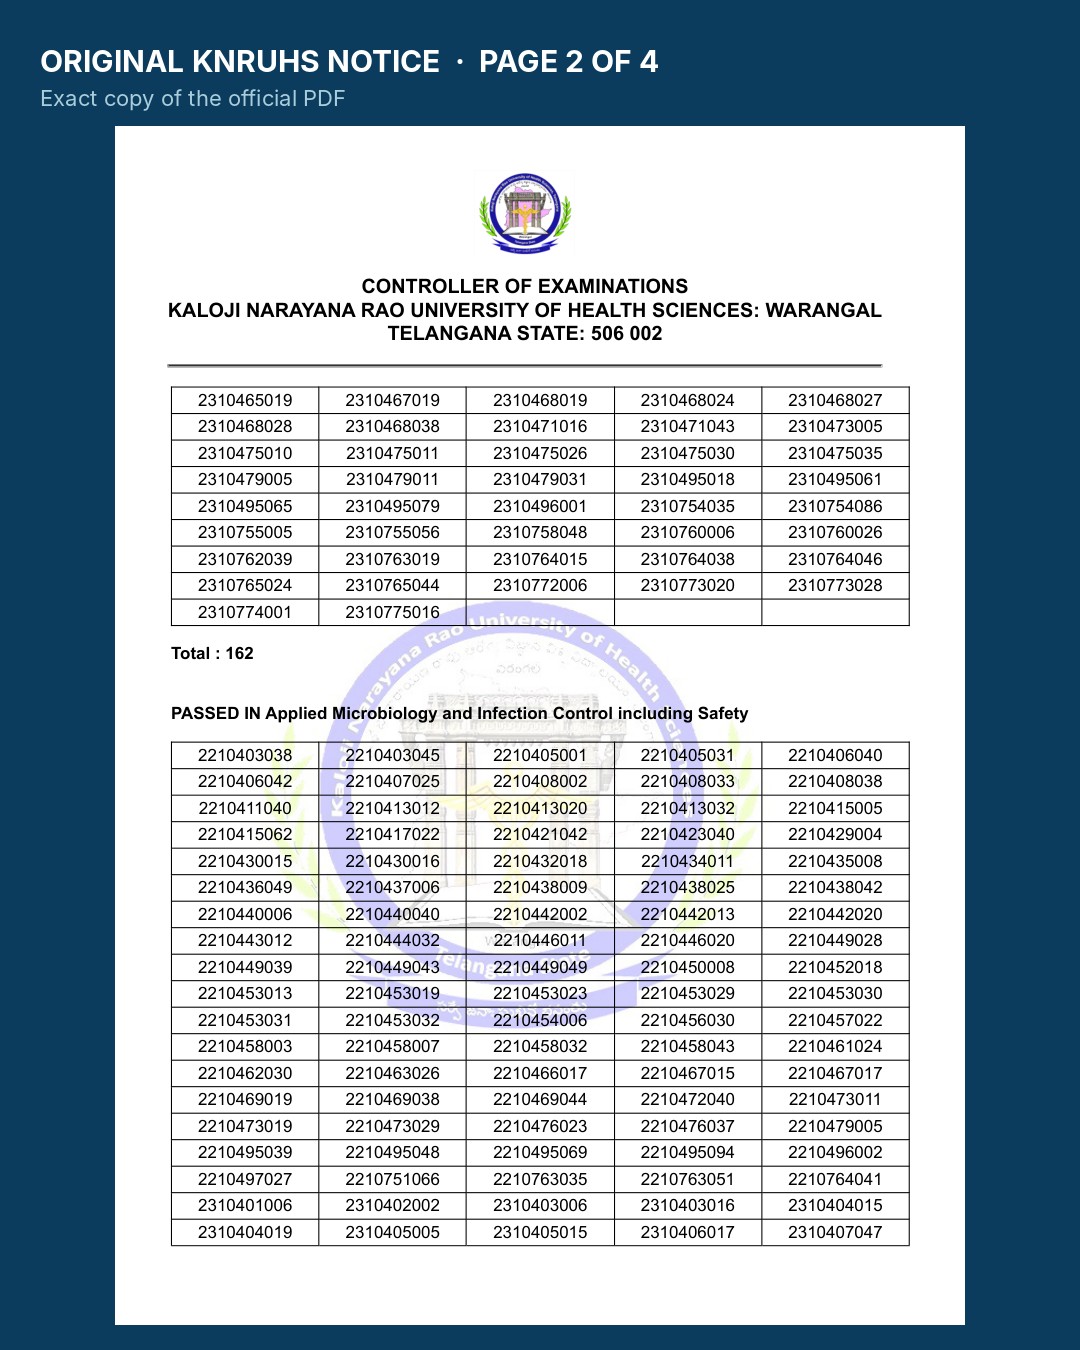 ORIGINAL KNRUHS NOTICE · PAGE 2 OF 4
Exact copy of the official PDF
CONTROLLER OF EXAMINATIONS
KALOJI NARAYANA RAO UNIVERSITY OF HEALTH SCIENCES: WARANGAL
TELANGANA STATE: 506 002
2310465019 2310467019 2310468019 2310468024 2310468027
2310468028 2310468038 2310471016 2310471043 2310473005
2310475010 2310475011 2310475026 2310475030 2310475035
2310479005 2310479011 2310479031 2310495018 2310495061
2310495065 2310495079 2310496001 2310754035 2310754086
2310755005 2310755056 2310758048 2310760006 2310760026
2310762039 2310763019 2310764015 2310764038 2310764046
2310765024 2310765044 2310772006 2310773020 2310773028
2310774001 2310775016
Total : 162
PASSED IN Applied Microbiology and Infection Control including Safety
2210403038 2210403045 2210405001 2210405031 2210406040
2210406042 2210407025 2210408002 2210408033 2210408038
2210411040 2210413012 2210413020 2210413032 2210415005
2210415062 2210417022 2210421042 2210423040 2210429004
2210430015 2210430016 2210432018 2210434011 2210435008
2210436049 2210437006 2210438009 2210438025 2210438042
2210440006 2210440040 2210442002 2210442013 2210442020
2210443012 2210444032 2210446011 2210446020 2210449028
2210449039 2210449043 2210449049 2210450008 2210452018
2210453013 2210453019 2210453023 2210453029 2210453030
2210453031 2210453032 2210454006 2210456030 2210457022
2210458003 2210458007 2210458032 2210458043 2210461024
2210462030 2210463026 2210466017 2210467015 2210467017
2210469019 2210469038 2210469044 2210472040 2210473011
2210473019 2210473029 2210476023 2210476037 2210479005
2210495039 2210495048 2210495069 2210495094 2210496002
2210497027 2210751066 2210763035 2210763051 2210764041
2310401006 2310402002 2310403006 2310403016 2310404015
2310404019 2310405005 2310405015 2310406017 2310407047